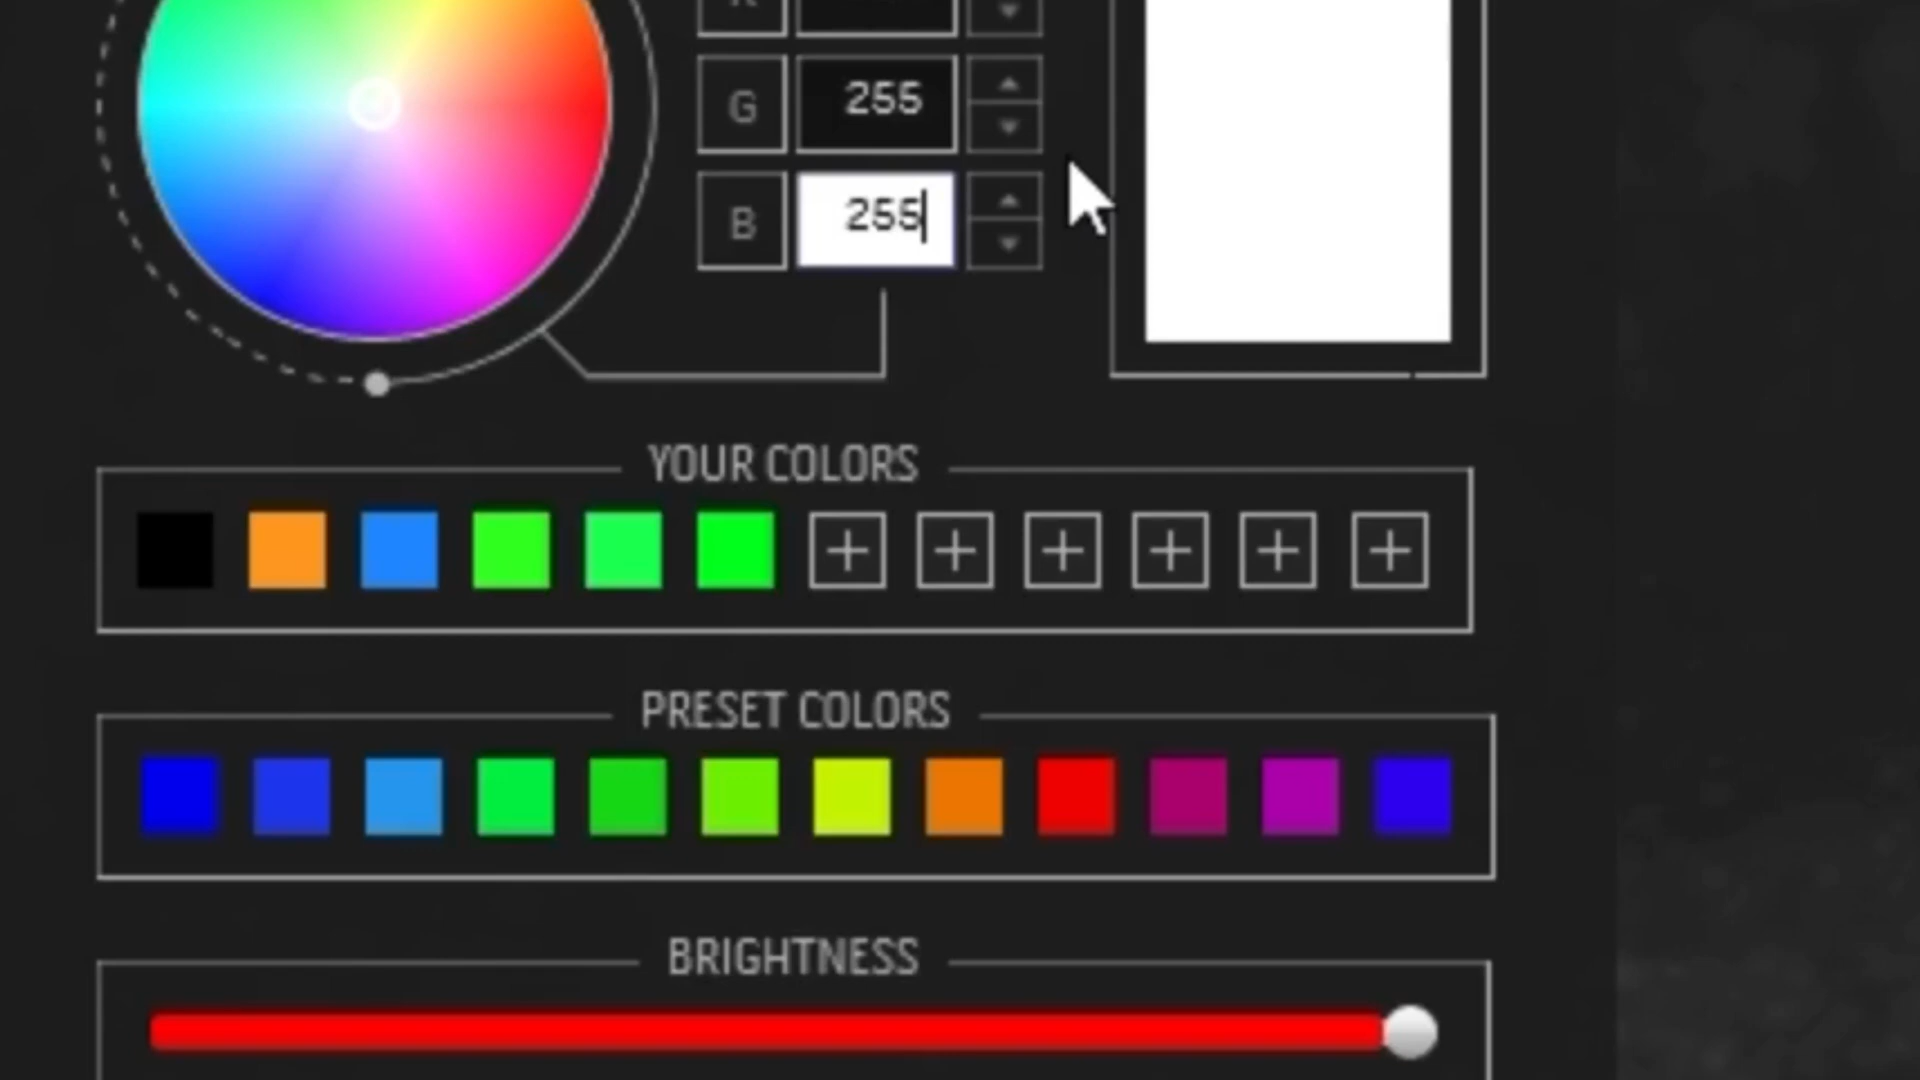 G 255
B 255
YOUR COLORS
PRESET COLORS
BRIGHTNESS